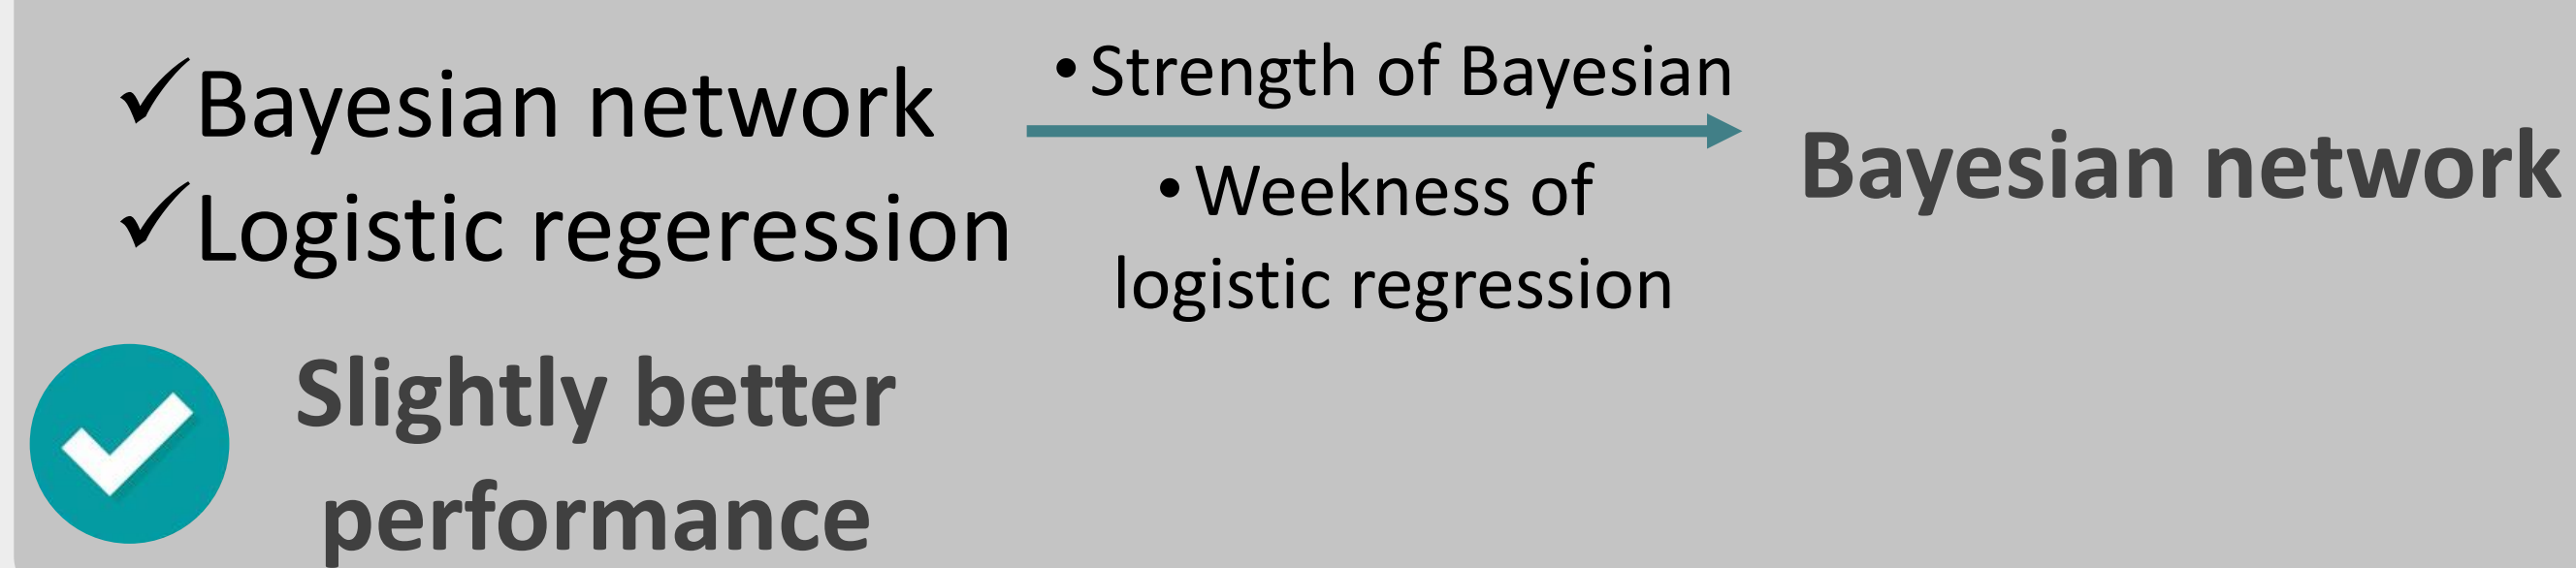 ✓Bayesian network
✓Logistic regeression
•Strength of Bayesian
•Weekness of
logistic regression
Bayesian network
Slightly better
performance